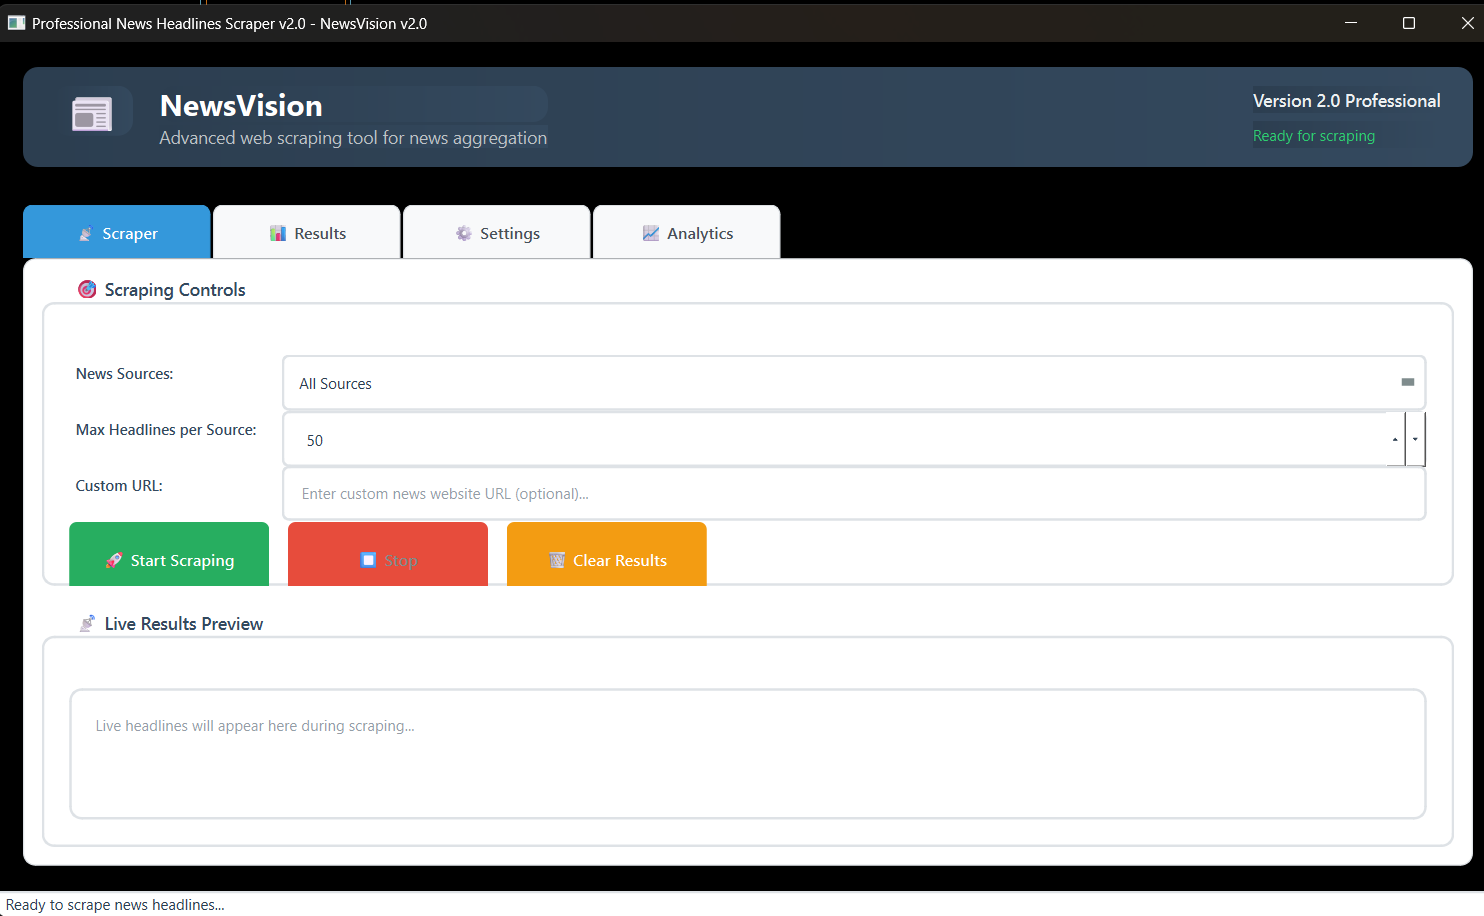 Professional News Headlines Scraper v2.0 - NewsVision v2.0
NewsVision
Advanced web scraping tool for news aggregation
Version 2.0 Professional
Ready for scraping
Scraper
Results
Settings
Analytics
Scraping Controls
News Sources:
All Sources
Max Headlines per Source:
50
Custom URL:
Enter custom news website URL (optional)...
Start Scraping
Stop
Clear Results
Live Results Preview
Live headlines will appear here during scraping...
Ready to scrape news headlines...